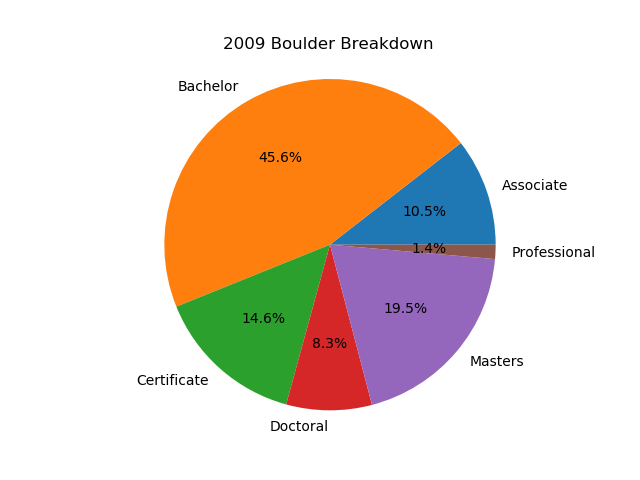 2009 Boulder Breakdown
Bachelor
45.6%
Associate
10.5%
1.4%
Professional
14.6%
19.5%
8.3%
Masters
Certificate
Doctoral